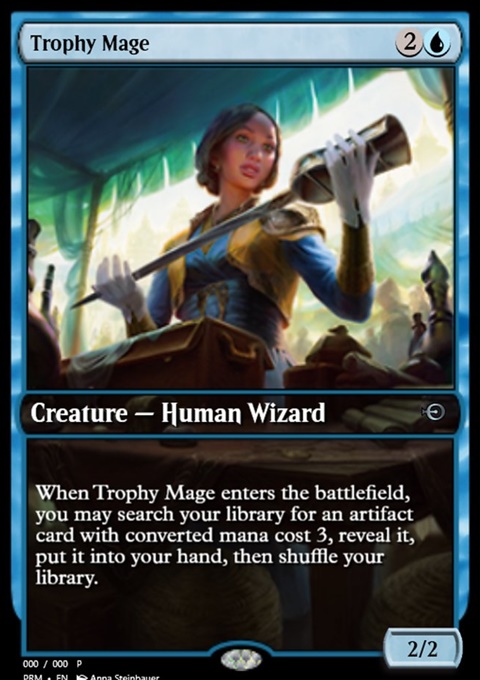 Trophy Mage 2
Creature — Human Wizard
When Trophy Mage enters the battlefield,
you may search your library for an artifact
card with converted mana cost 3, reveal it,
put it into your hand, then shuffle your
library.
2/2
000 / 000 P
PRM • EN Anna Steinbauer